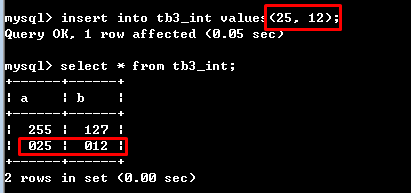 mysql> insert into tb3_int values(25, 12);
Query OK, 1 row affected (0.05 sec)
mysql> select * from tb3_int;
+------+------+
| a    | b    |
+------+------+
|  255 |  127 |
|  025 |  012 |
+------+------+
2 rows in set (0.00 sec)